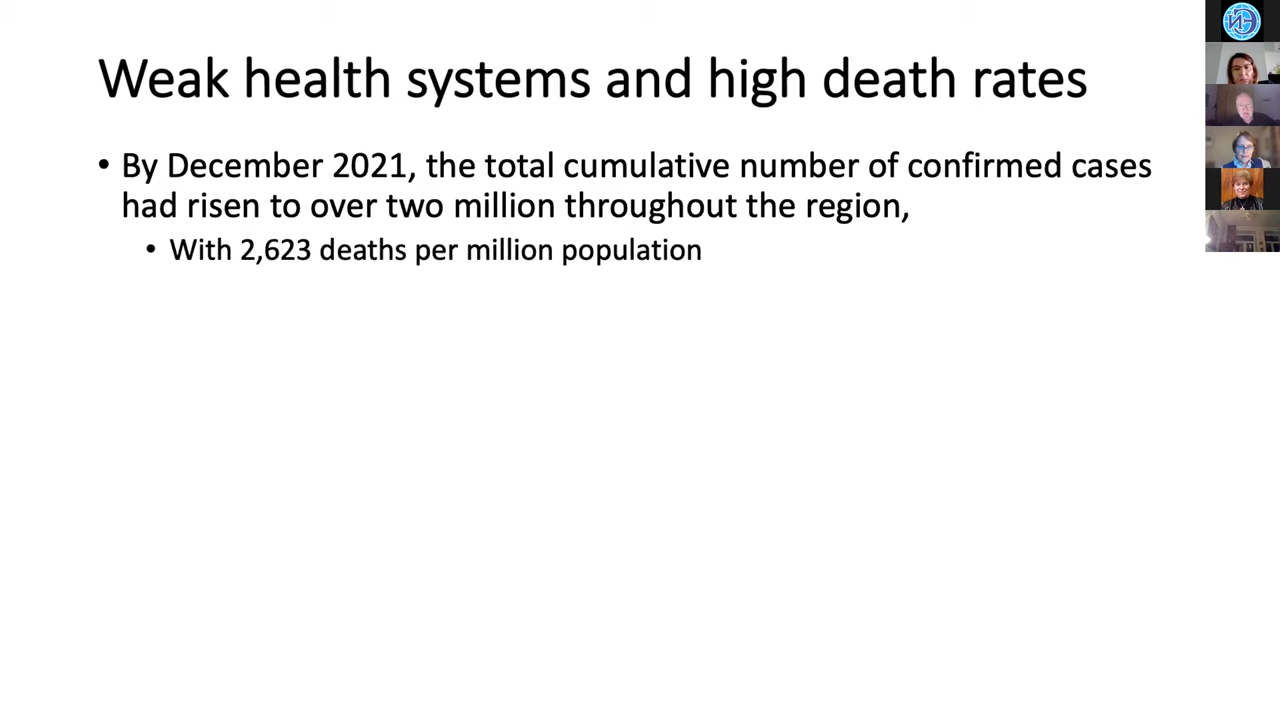 Weak health systems and high death rates
• By December 2021, the total cumulative number of confirmed cases
had risen to over two million throughout the region,
• With 2,623 deaths per million population